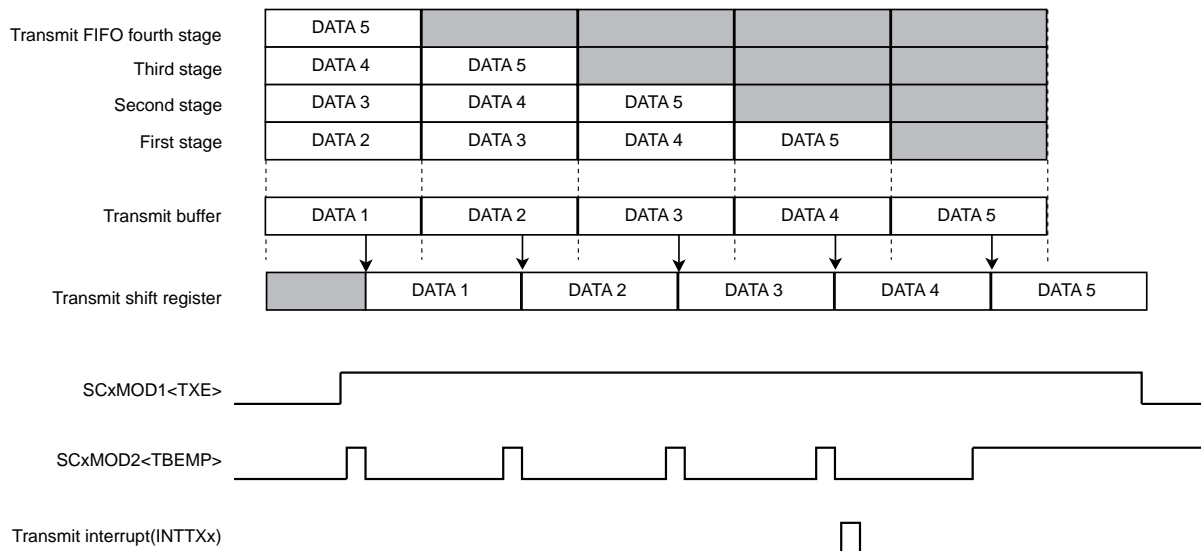 Transmit FIFO fourth stage DATA 5
Third stage DATA 4 DATA 5
Second stage DATA 3 DATA 4 DATA 5
First stage DATA 2 DATA 3 DATA 4 DATA 5
Transmit buffer DATA 1 DATA 2 DATA 3 DATA 4 DATA 5
Transmit shift register DATA 1 DATA 2 DATA 3 DATA 4 DATA 5
SCxMOD1<TXE>
SCxMOD2<TBEMP>
Transmit interrupt(INTTXx)